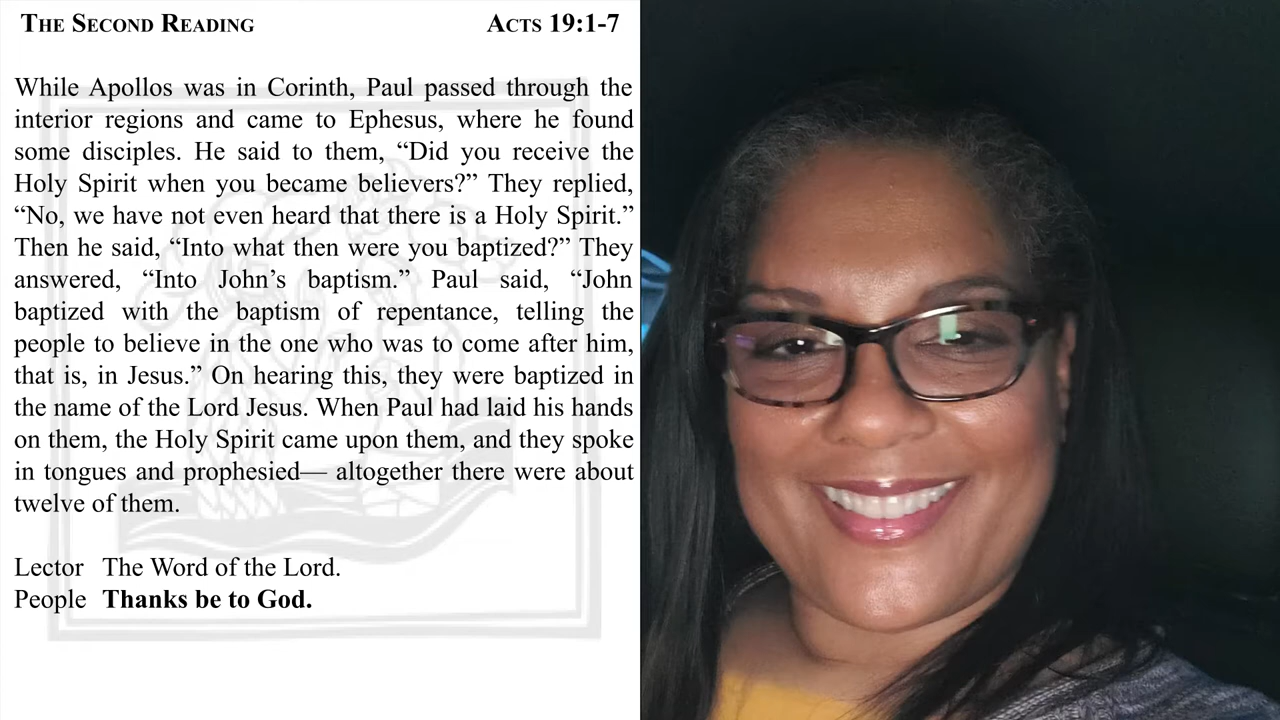 The Second Reading Acts 19:1-7
While Apollos was in Corinth, Paul passed through the
interior regions and came to Ephesus, where he found
some disciples. He said to them, “Did you receive the
Holy Spirit when you became believers?” They replied,
“No, we have not even heard that there is a Holy Spirit.”
Then he said, “Into what then were you baptized?” They
answered, “Into John’s baptism.” Paul said, “John
baptized with the baptism of repentance, telling the
people to believe in the one who was to come after him,
that is, in Jesus.” On hearing this, they were baptized in
the name of the Lord Jesus. When Paul had laid his hands
on them, the Holy Spirit came upon them, and they spoke
in tongues and prophesied— altogether there were about
twelve of them.
Lector The Word of the Lord.
People Thanks be to God.